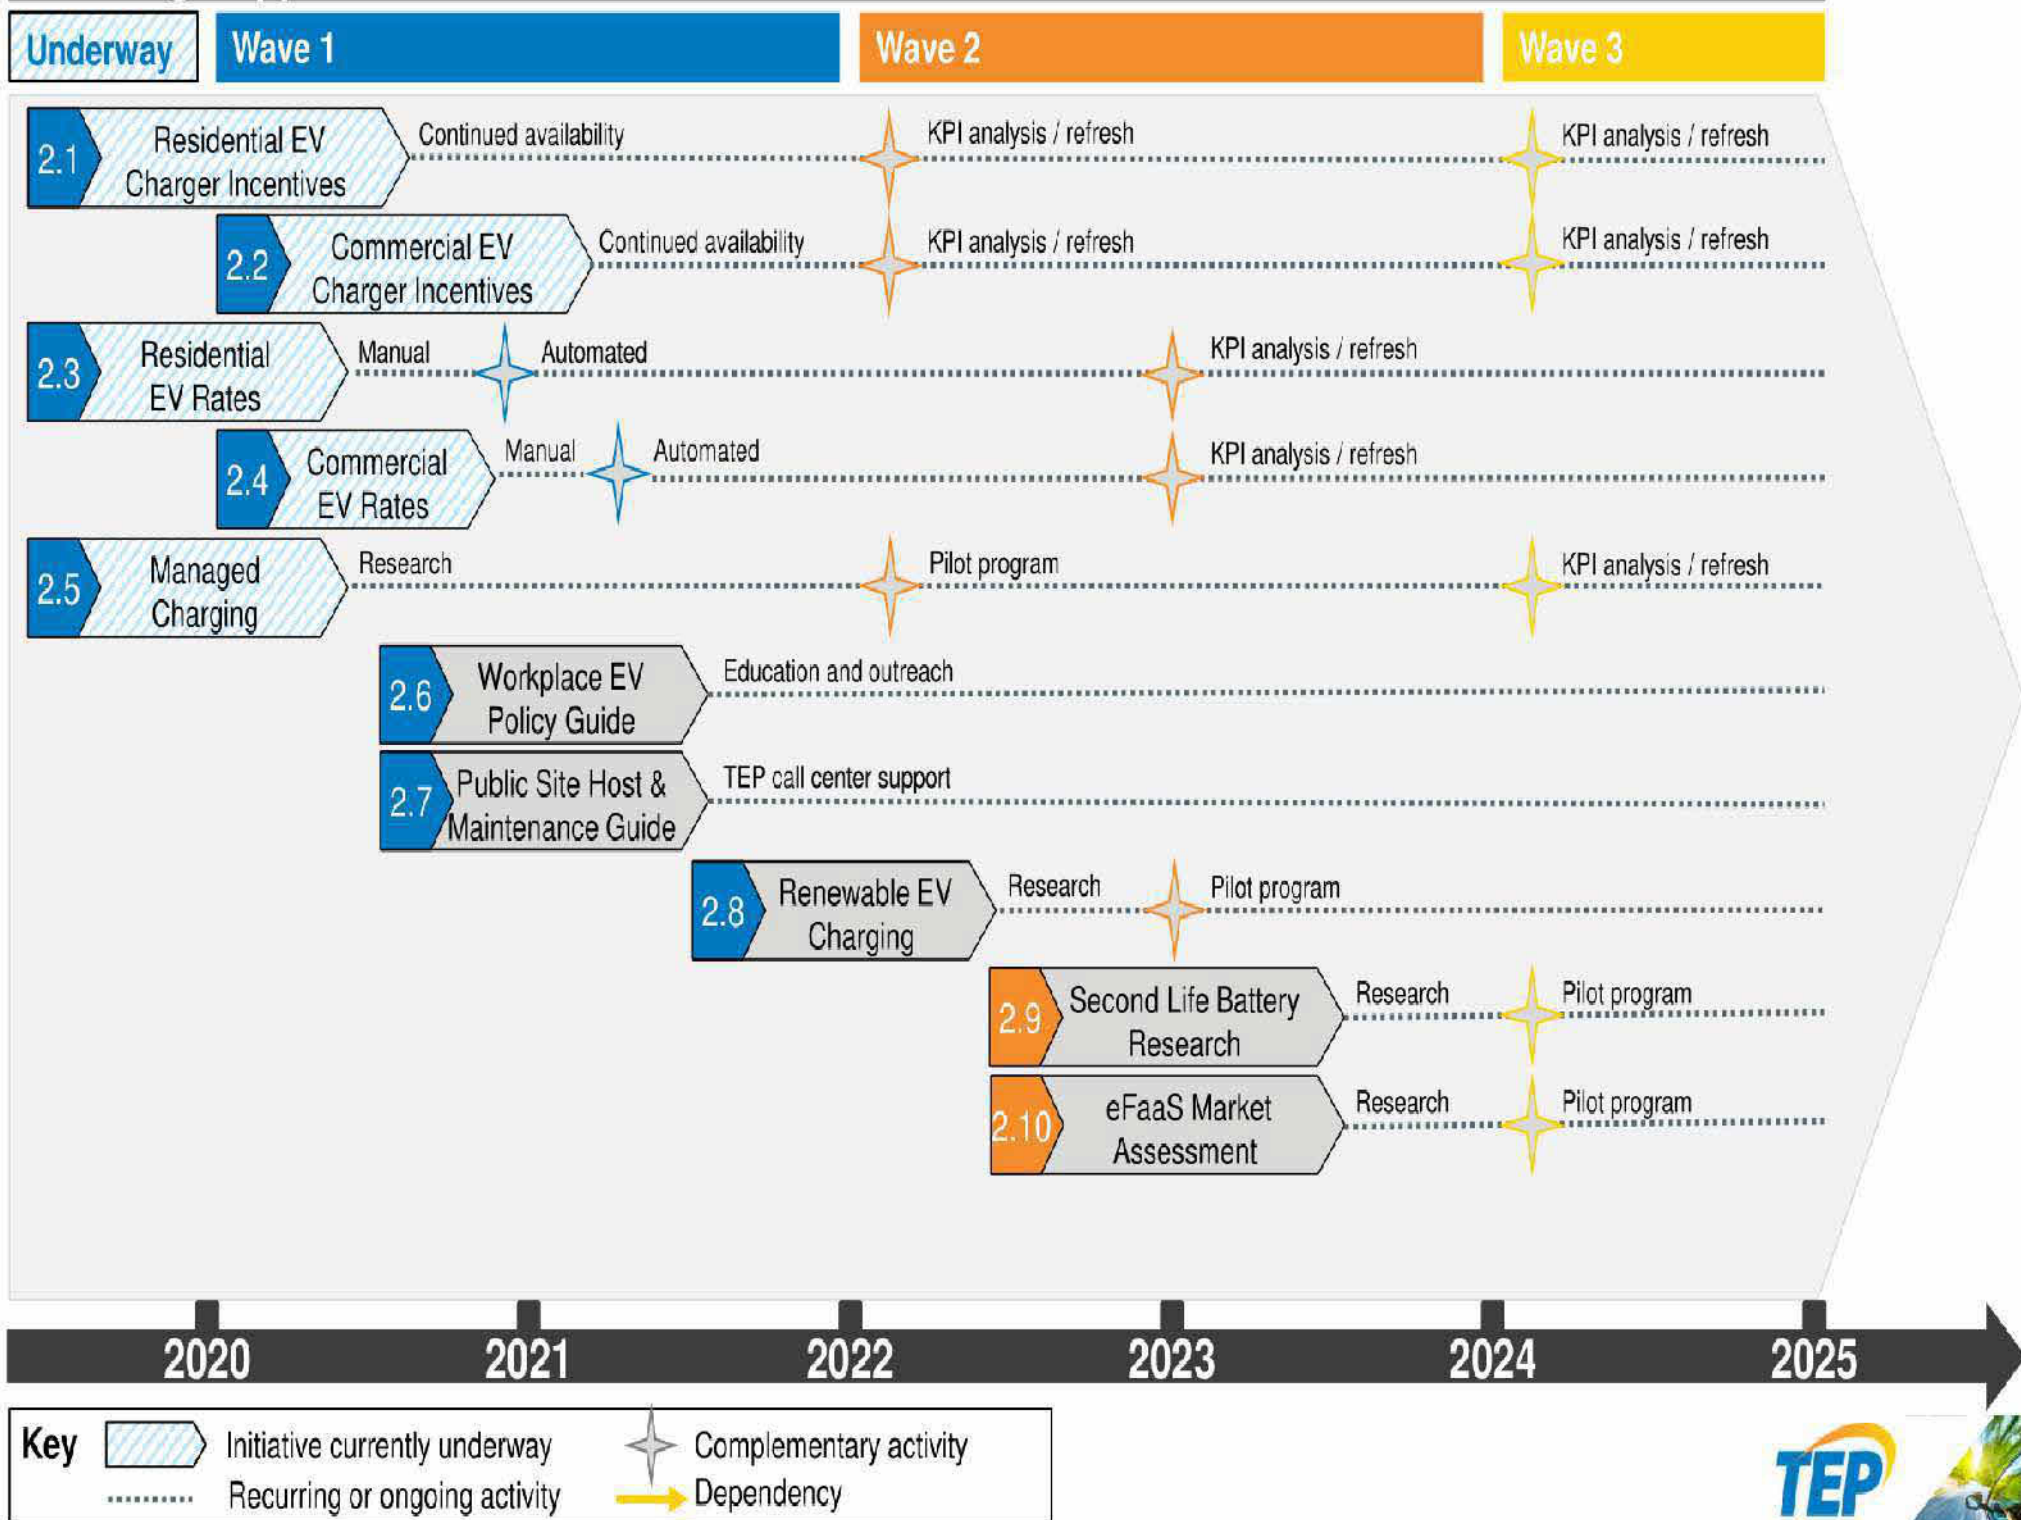 Underway
Wave 1
Wave 2
Wave 3
2.1
Residential EV
Charger Incentives
Continued availability
KPI analysis / refresh
KPI analysis / refresh
2.2
Commercial EV
Charger Incentives
Continued availability
KPI analysis / refresh
KPI analysis / refresh
2.3
Residential
EV Rates
Manual
Automated
KPI analysis / refresh
2.4
Commercial
EV Rates
Manual
Automated
KPI analysis / refresh
2.5
Managed
Charging
Research
Pilot program
KPI analysis / refresh
2.6
Workplace EV
Policy Guide
Education and outreach
2.7
Public Site Host &
Maintenance Guide
TEP call center support
2.8
Renewable EV
Charging
Research
Pilot program
2.9
Second Life Battery
Research
Research
Pilot program
2.10
eFaaS Market
Assessment
Research
Pilot program
2020
2021
2022
2023
2024
2025
Key
Initiative currently underway
Complementary activity
Recurring or ongoing activity
Dependency
TEP